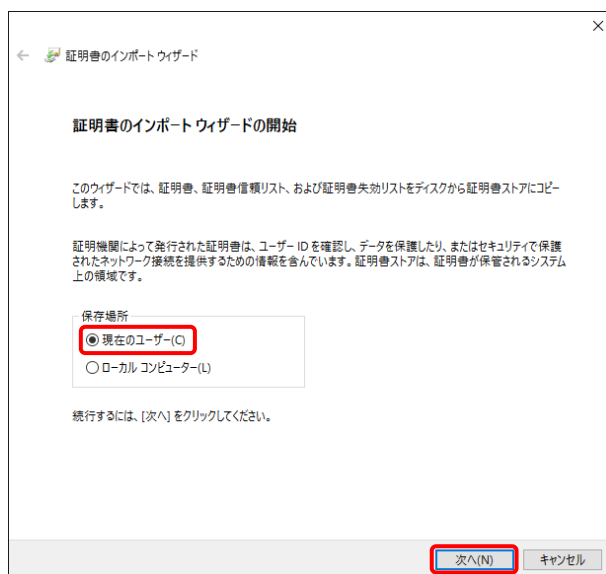 証明書のインポート ウィザード
証明書のインポート ウィザードの開始
このウィザードでは、証明書、証明書信頼リスト、および証明書失効リストをディスクから証明書ストアにコピー
します。
証明機関によって発行された証明書は、ユーザー ID を確認し、データを保護したり、またはセキュリティで保護
されたネットワーク接続を提供するための情報を含んでいます。証明書ストアは、証明書が保管されるシステム
上の領域です。
保存場所
現在のユーザー(C)
ローカル コンピューター(L)
続行するには、[次へ] をクリックしてください。
次へ(N)
キャンセル